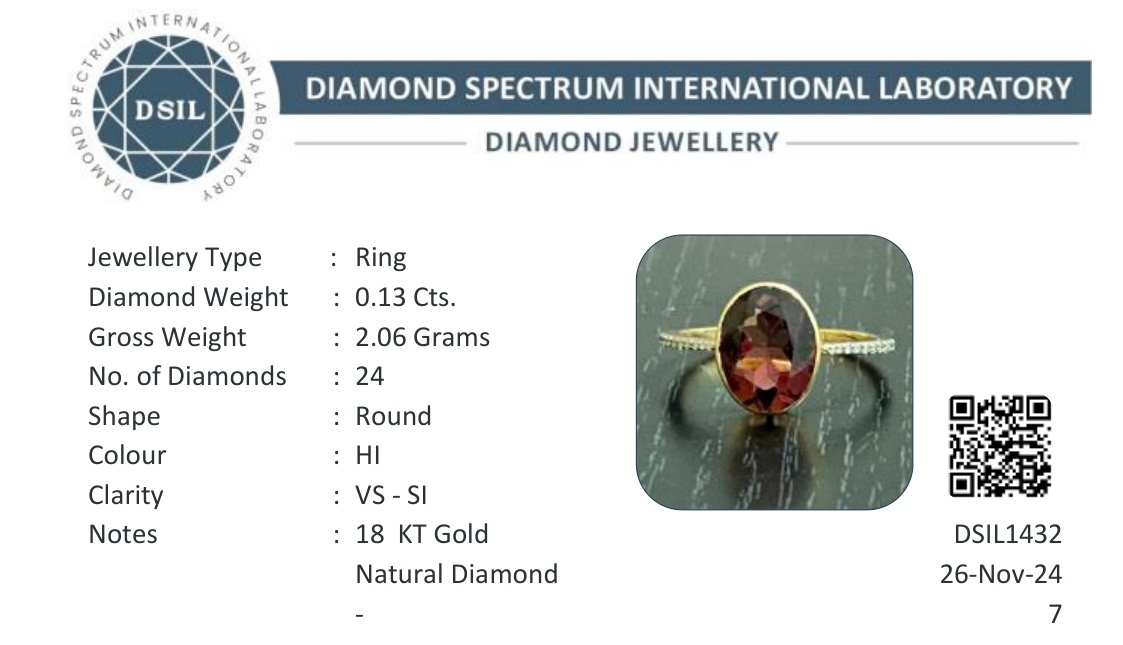 DIAMOND SPECTRUM INTERNATIONAL LABORATORY
DSIL
DIAMOND SPECTRUM INTERNATIONAL LABORATORY
DIAMOND JEWELLERY
Jewellery Type : Ring
Diamond Weight : 0.13 Cts.
Gross Weight : 2.06 Grams
No. of Diamonds : 24
Shape : Round
Colour : HI
Clarity : VS - SI
Notes : 18 KT Gold
Natural Diamond
-
DSIL1432
26-Nov-24
7